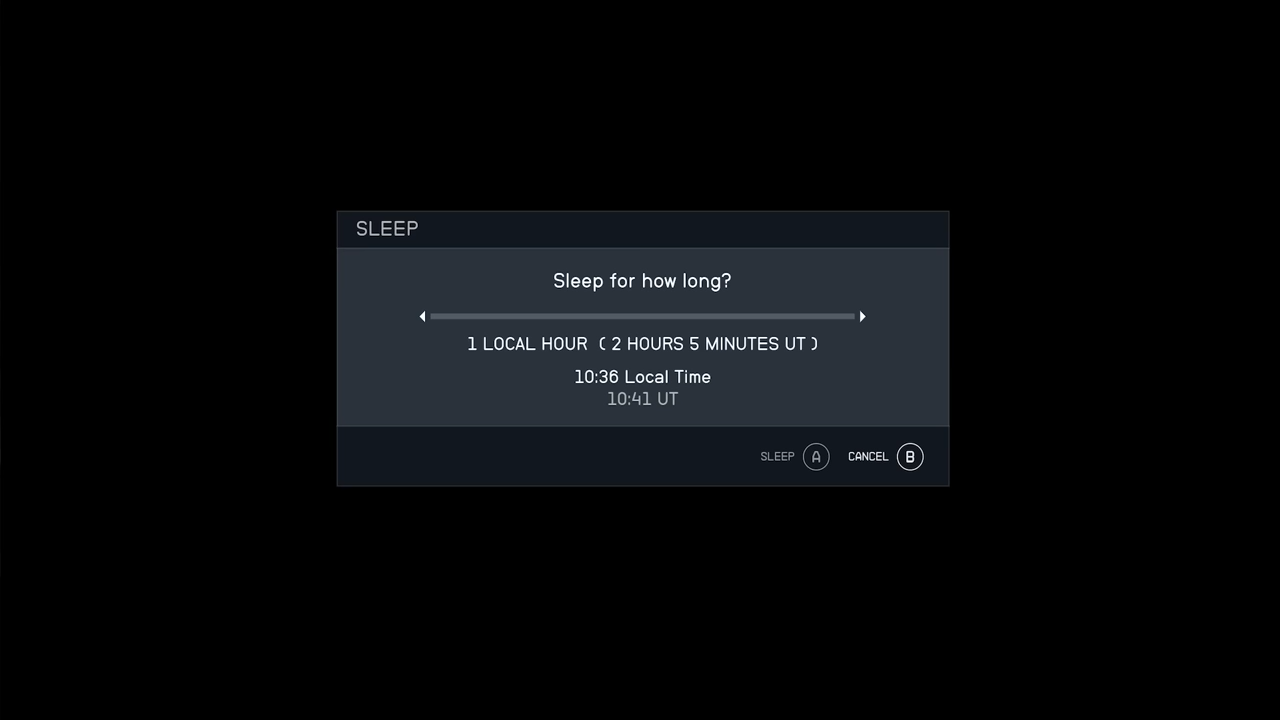 SLEEP
Sleep for how long?
1 LOCAL HOUR ( 2 HOURS 5 MINUTES UT )
10:36 Local Time
10:41 UT
SLEEP A CANCEL B